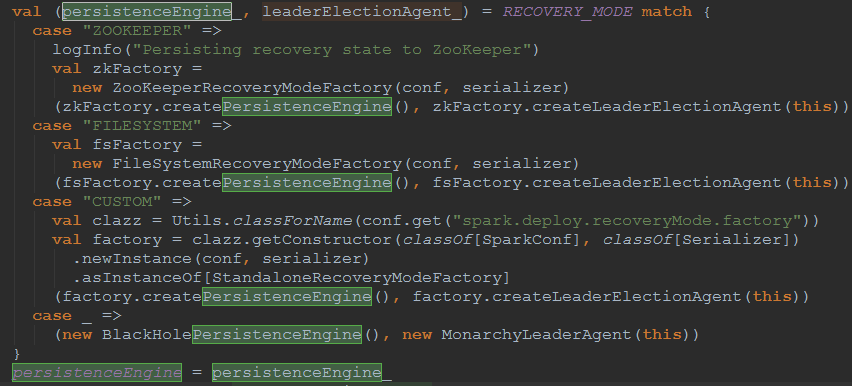 val (persistenceEngine_, leaderElectionAgent_) = RECOVERY_MODE match {
case "ZOOKEEPER" =>
logInfo("Persisting recovery state to ZooKeeper")
val zkFactory =
new ZooKeeperRecoveryModeFactory(conf, serializer)
(zkFactory.createPersistenceEngine(), zkFactory.createLeaderElectionAgent(this))
case "FILESYSTEM" =>
val fsFactory =
new FileSystemRecoveryModeFactory(conf, serializer)
(fsFactory.createPersistenceEngine(), fsFactory.createLeaderElectionAgent(this))
case "CUSTOM" =>
val clazz = Utils.classForName(conf.get("spark.deploy.recoveryMode.factory"))
val factory = clazz.getConstructor(classOf[SparkConf], classOf[Serializer])
.newInstance(conf, serializer)
.asInstanceOf[StandaloneRecoveryModeFactory]
(factory.createPersistenceEngine(), factory.createLeaderElectionAgent(this))
case _ =>
(new BlackHolePersistenceEngine(), new MonarchyLeaderAgent(this))
}
persistenceEngine = persistenceEngine_